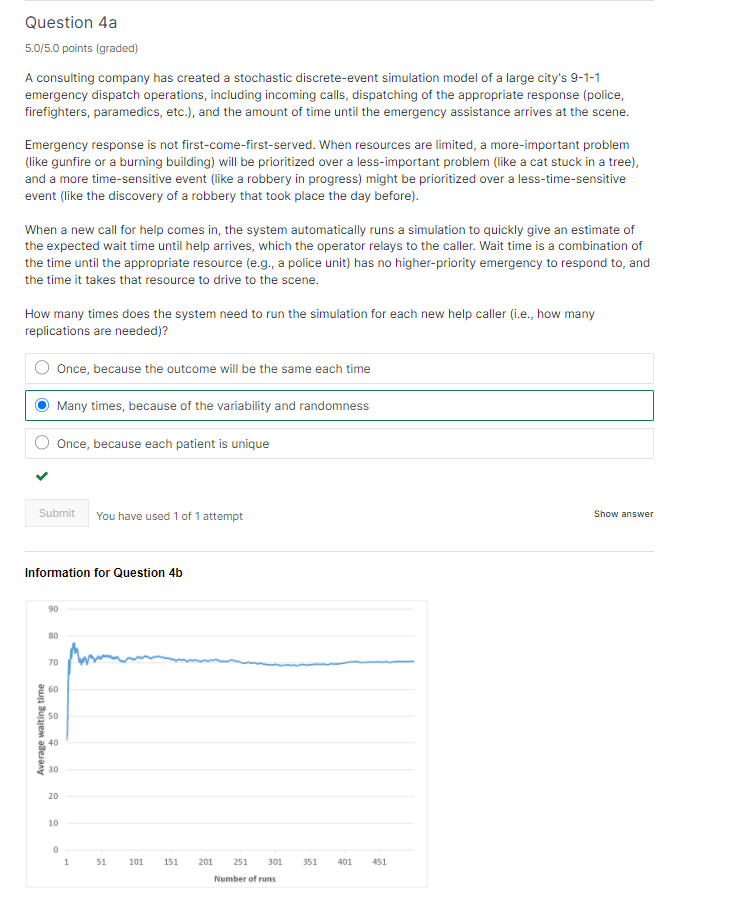 Question 4a
5.0/5.0 points (graded)
A consulting company has created a stochastic discrete-event simulation model of a large city's 9-1-1
emergency dispatch operations, including incoming calls, dispatching of the appropriate response (police,
firefighters, paramedics, etc.), and the amount of time until the emergency assistance arrives at the scene.
Emergency response is not first-come-first-served. When resources are limited, a more-important problem
(like gunfire or a burning building) will be prioritized over a less-important problem (like a cat stuck in a tree),
and a more time-sensitive event (like a robbery in progress) might be prioritized over a less-time-sensitive
event (like the discovery of a robbery that took place the day before).
When a new call for help comes in, the system automatically runs a simulation to quickly give an estimate of
the expected wait time until help arrives, which the operator relays to the caller. Wait time is a combination of
the time until the appropriate resource (e.g., a police unit) has no higher-priority emergency to respond to, and
the time it takes that resource to drive to the scene.
How many times does the system need to run the simulation for each new help caller (i.e., how many
replications are needed)?
Once, because the outcome will be the same each time
Many times, because of the variability and randomness
Once, because each patient is unique
Submit
You have used 1 of 1 attempt
Show answer
Information for Question 4b
90
80
70
60
50
40
30
20
10
0
Average waiting time
1 51 101 151 201 251 301 351 401 451
Number of runs